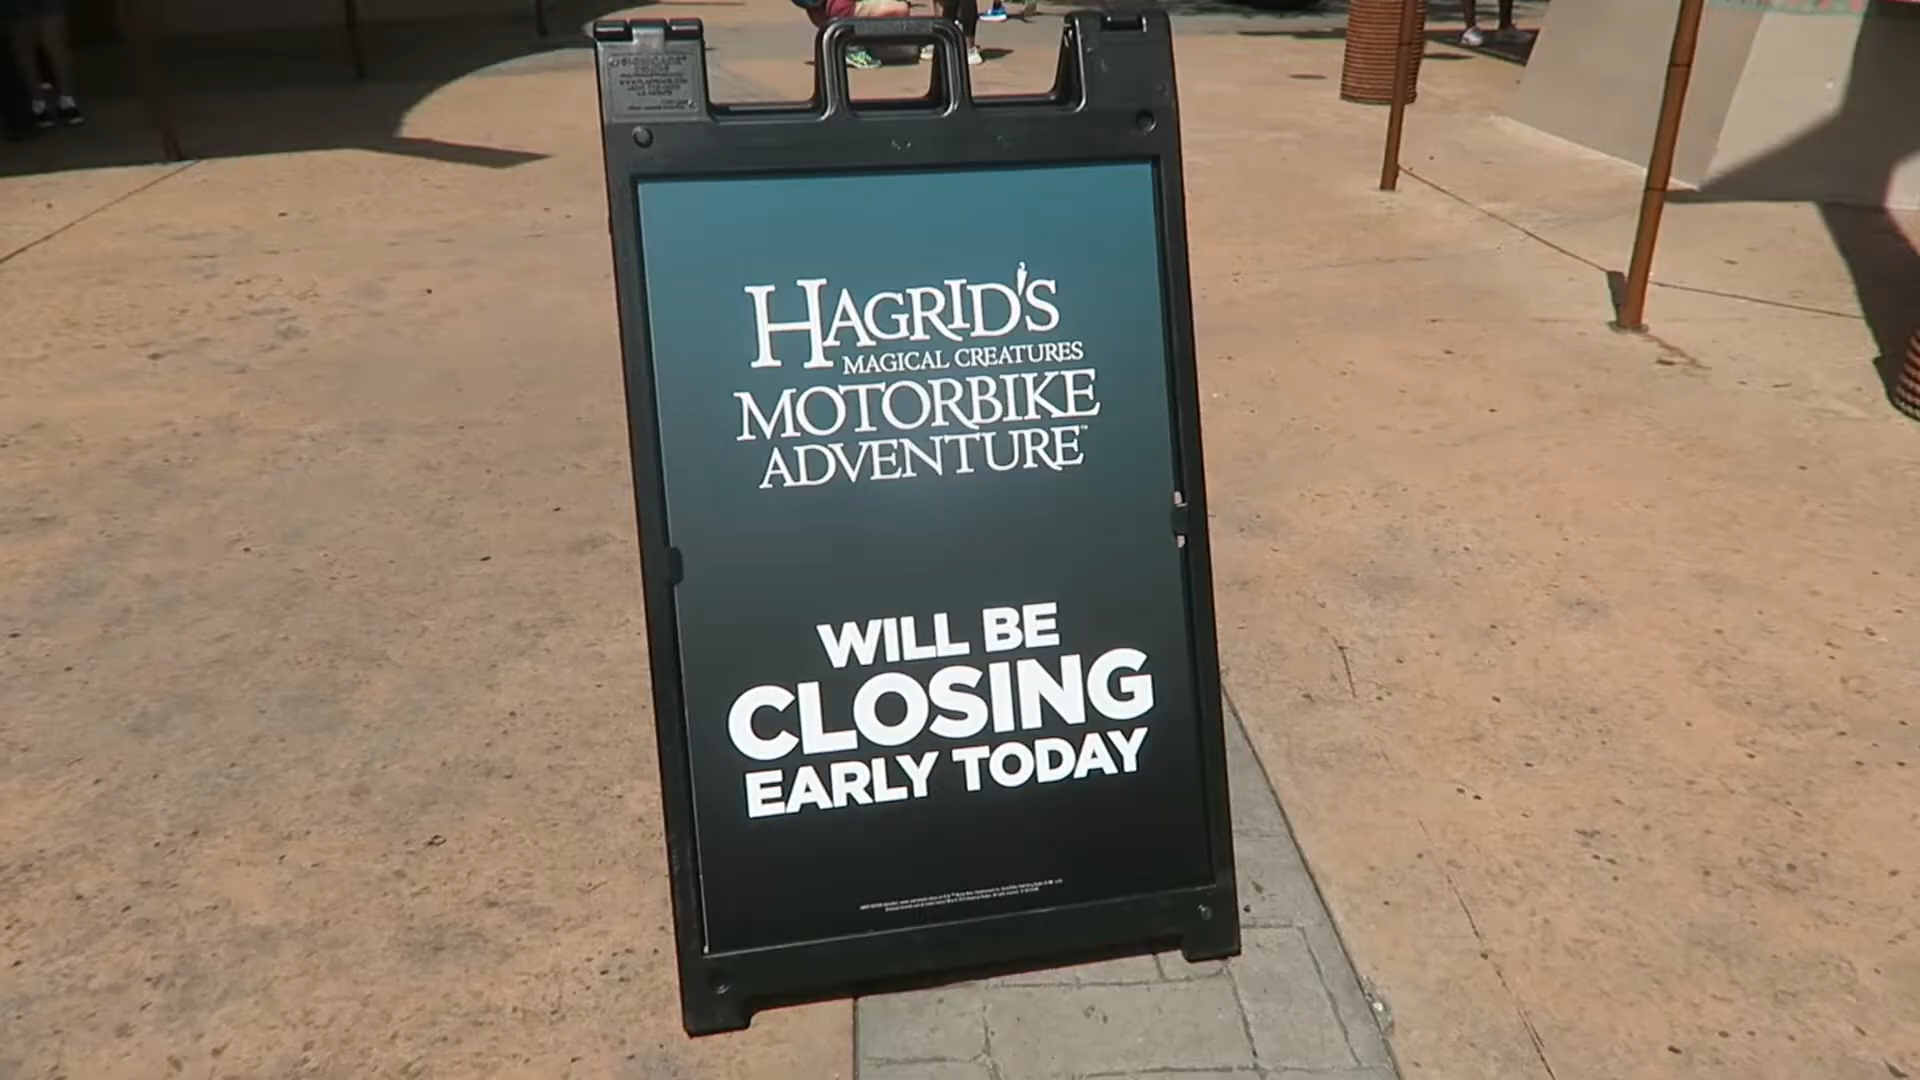 HAGRID'S
MAGICAL CREATURES
MOTORBIKE
ADVENTURE™
WILL BE
CLOSING
EARLY TODAY